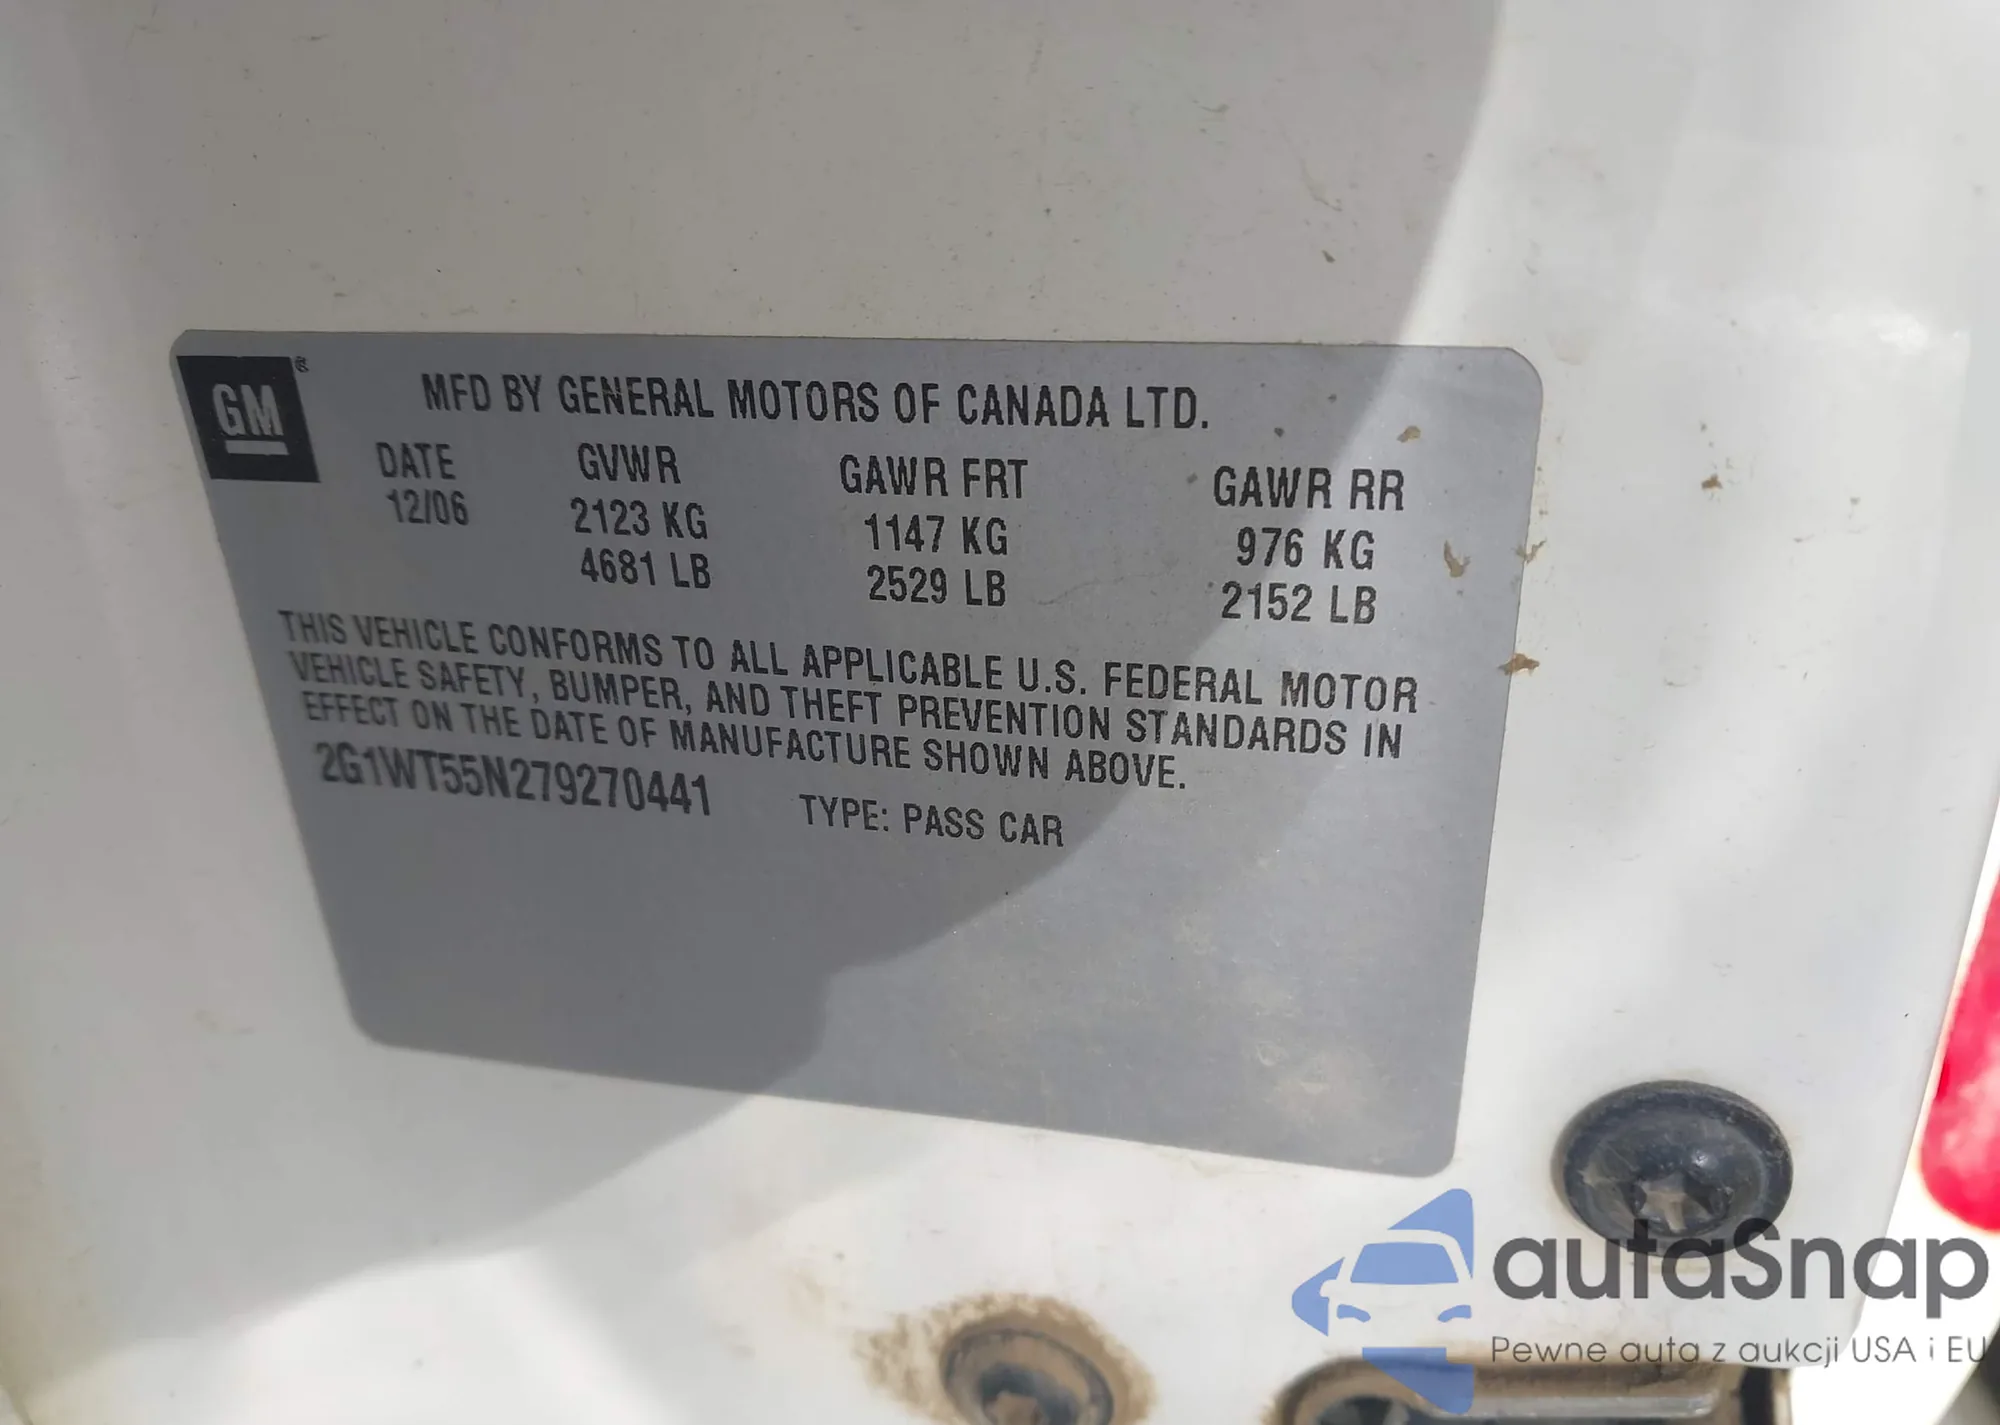 GM®
MFD BY GENERAL MOTORS OF CANADA LTD.
DATE GVWR GAWR FRT GAWR RR
12/06 2123 KG 1147 KG 976 KG
4681 LB 2529 LB 2152 LB
THIS VEHICLE CONFORMS TO ALL APPLICABLE U.S. FEDERAL MOTOR
VEHICLE SAFETY, BUMPER, AND THEFT PREVENTION STANDARDS IN
EFFECT ON THE DATE OF MANUFACTURE SHOWN ABOVE.
2G1WT55N279270441 TYPE: PASS CAR
autaSnap
Pewne auta z aukcji USA i EU